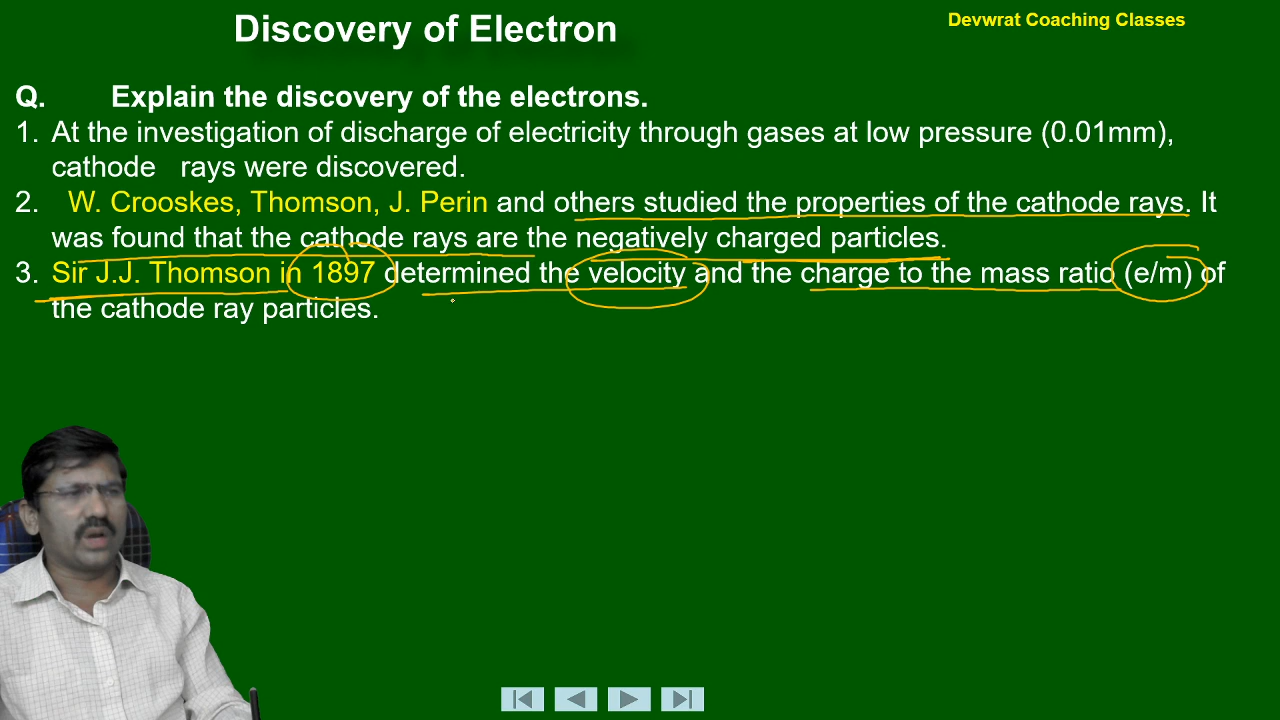 Discovery of Electron
Devwrat Coaching Classes
Q. Explain the discovery of the electrons.
1. At the investigation of discharge of electricity through gases at low pressure (0.01mm),
cathode rays were discovered.
2. W. Crooskes, Thomson, J. Perin and others studied the properties of the cathode rays. It
was found that the cathode rays are the negatively charged particles.
3. Sir J.J. Thomson in 1897 determined the velocity and the charge to the mass ratio (e/m) of
the cathode ray particles.